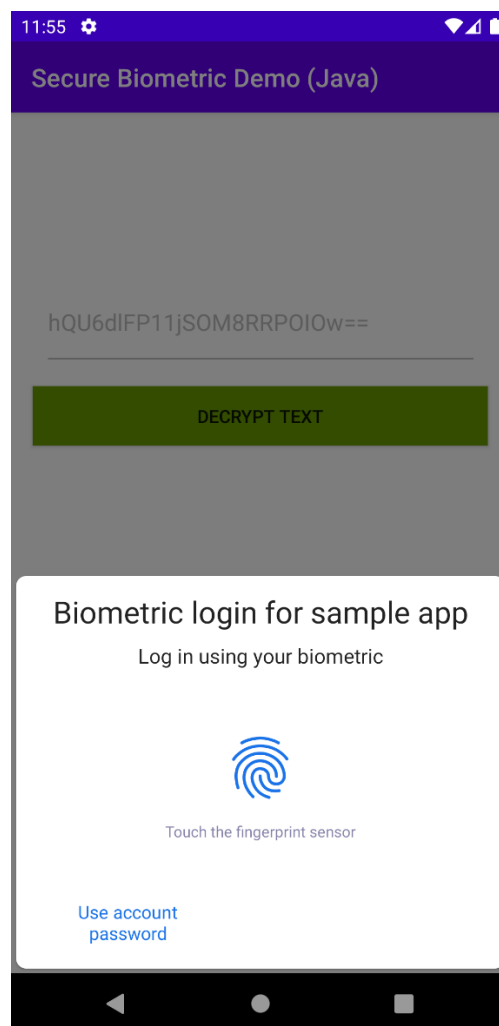 11:55
Secure Biometric Demo (Java)
hQU6dlFP11jSOM8RRPOIOw==
DECRYPT TEXT
Biometric login for sample app
Log in using your biometric
Touch the fingerprint sensor
Use account
password